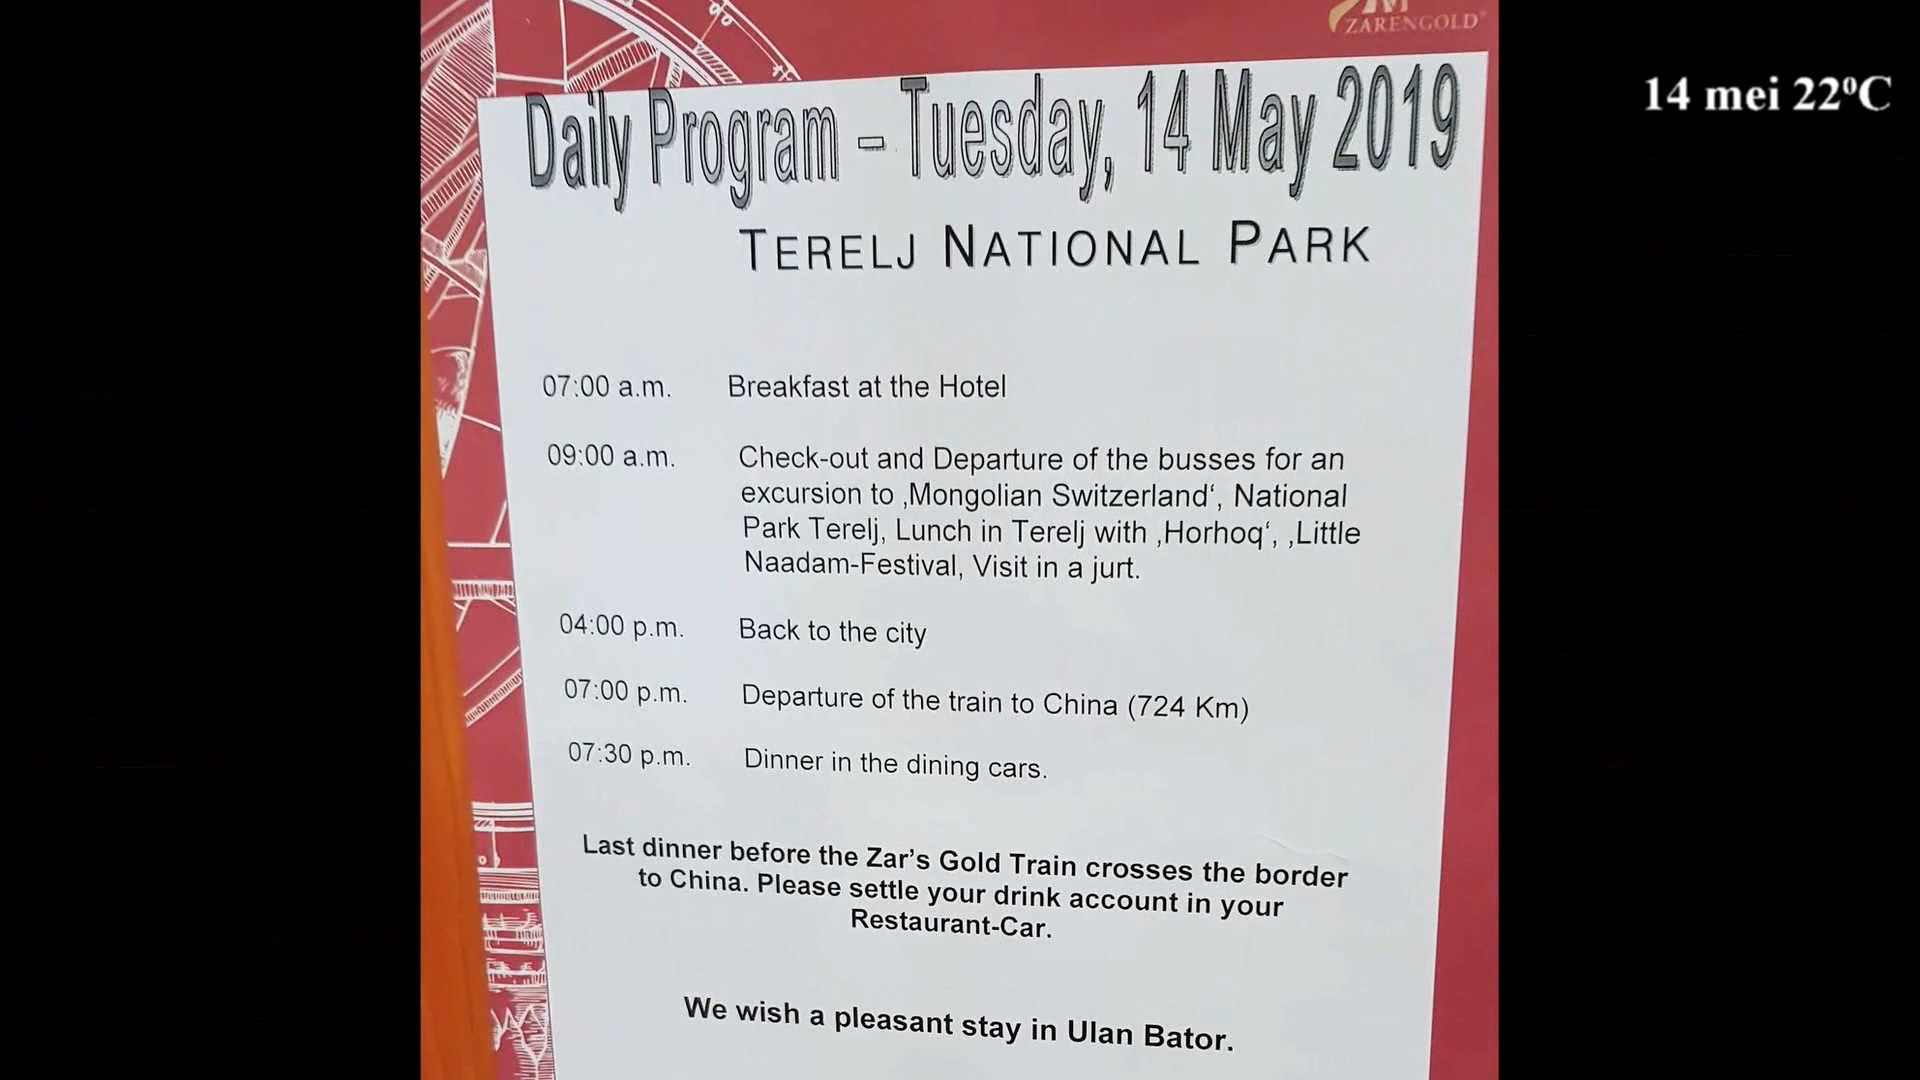 ZARENGOLD®
14 mei 22ºC
Daily Program – Tuesday, 14 May 2019
TERELJ NATIONAL PARK
07:00 a.m. Breakfast at the Hotel
09:00 a.m. Check-out and Departure of the busses for an
excursion to ‚Mongolian Switzerland‘, National
Park Terelj, Lunch in Terelj with ‚Horhoq‘, ‚Little
Naadam-Festival, Visit in a jurt.
04:00 p.m. Back to the city
07:00 p.m. Departure of the train to China (724 Km)
07:30 p.m. Dinner in the dining cars.
Last dinner before the Zar’s Gold Train crosses the border
to China. Please settle your drink account in your
Restaurant-Car.
We wish a pleasant stay in Ulan Bator.